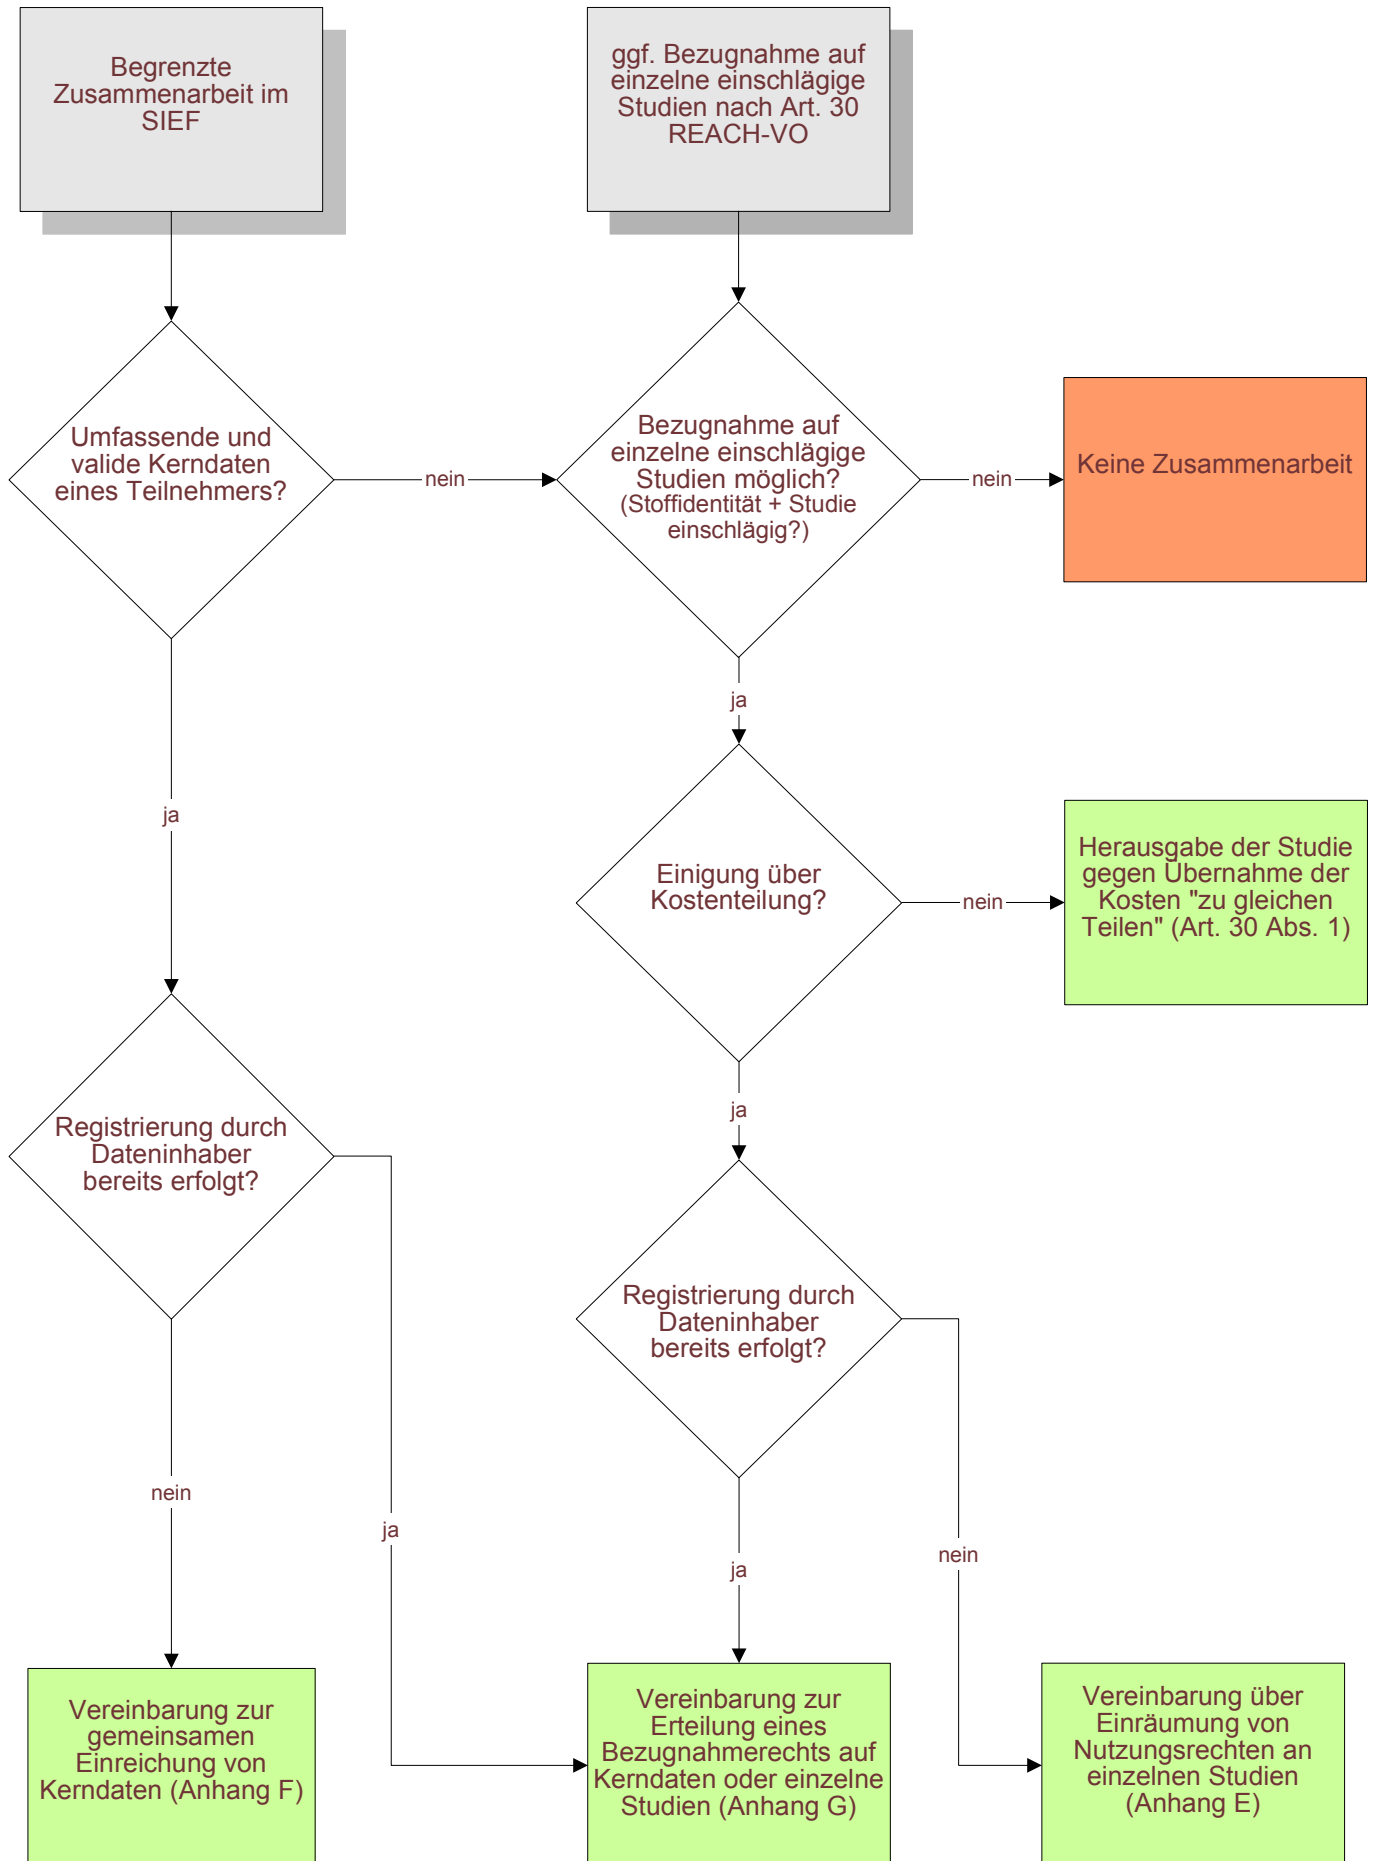 Begrenzte
Zusammenarbeit im
SIEF
ggf. Bezugnahme auf
einzelne einschlägige
Studien nach Art. 30
REACH-VO
Umfassende und
valide Kerndaten
eines Teilnehmers?
nein
Bezugnahme auf
einzelne einschlägige
Studien möglich?
(Stoffidentität + Studie
einschlägig?)
nein
Keine Zusammenarbeit
ja
ja
Einigung über
Kostenteilung?
nein
Herausgabe der Studie
gegen Übernahme der
Kosten "zu gleichen
Teilen" (Art. 30 Abs. 1)
ja
Registrierung durch
Dateninhaber
bereits erfolgt?
Registrierung durch
Dateninhaber
bereits erfolgt?
nein
ja
ja
nein
Vereinbarung zur
gemeinsamen
Einreichung von
Kerndaten (Anhang F)
Vereinbarung zur
Erteilung eines
Bezugnahmerechts auf
Kerndaten oder einzelne
Studien (Anhang G)
Vereinbarung über
Einräumung von
Nutzungsrechten an
einzelnen Studien
(Anhang E)